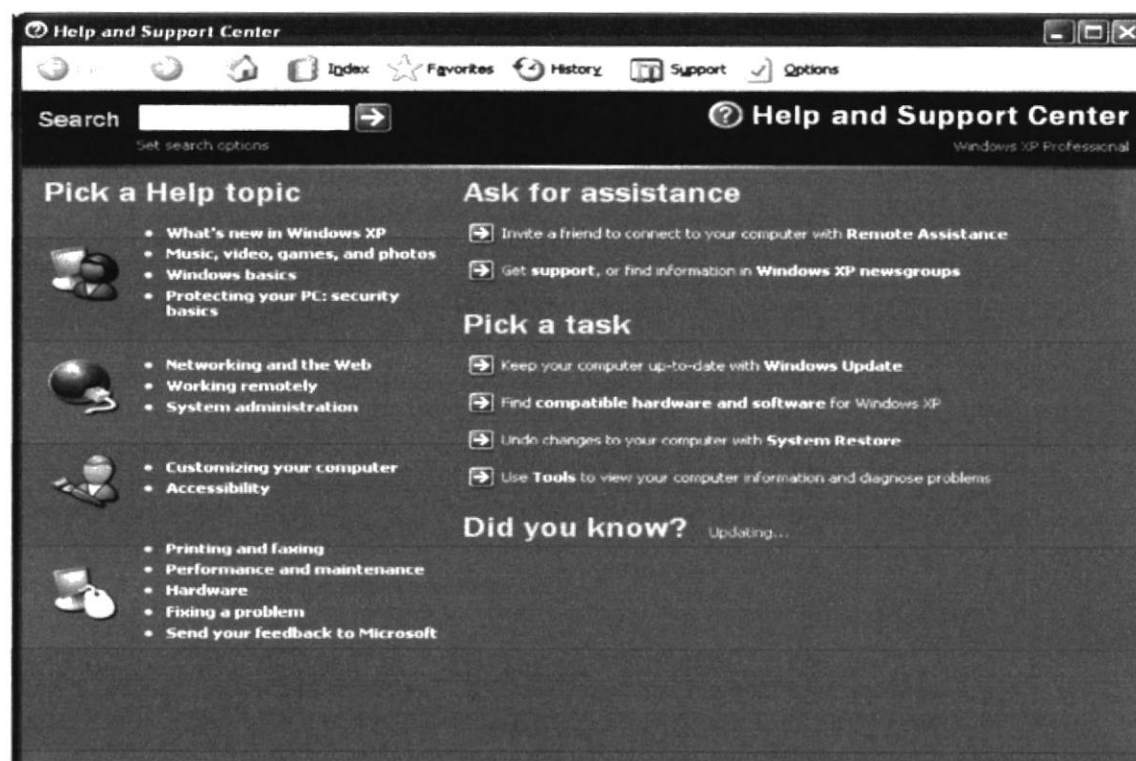 Help and Support Center
Index Favorites History Support Options
Search
Set search options
Help and Support Center
Windows XP Professional
Pick a Help topic
What's new in Windows XP
Music, video, games, and photos
Windows basics
Protecting your PC: security
basics
Networking and the Web
Working remotely
System administration
Customizing your computer
Accessibility
Printing and faxing
Performance and maintenance
Hardware
Fixing a problem
Send your feedback to Microsoft
Ask for assistance
Invite a friend to connect to your computer with Remote Assistance
Get support, or find information in Windows XP newsgroups
Pick a task
Keep your computer up-to-date with Windows Update
Find compatible hardware and software for Windows XP
Undo changes to your computer with System Restore
Use Tools to view your computer information and diagnose problems
Did you know? Updating...